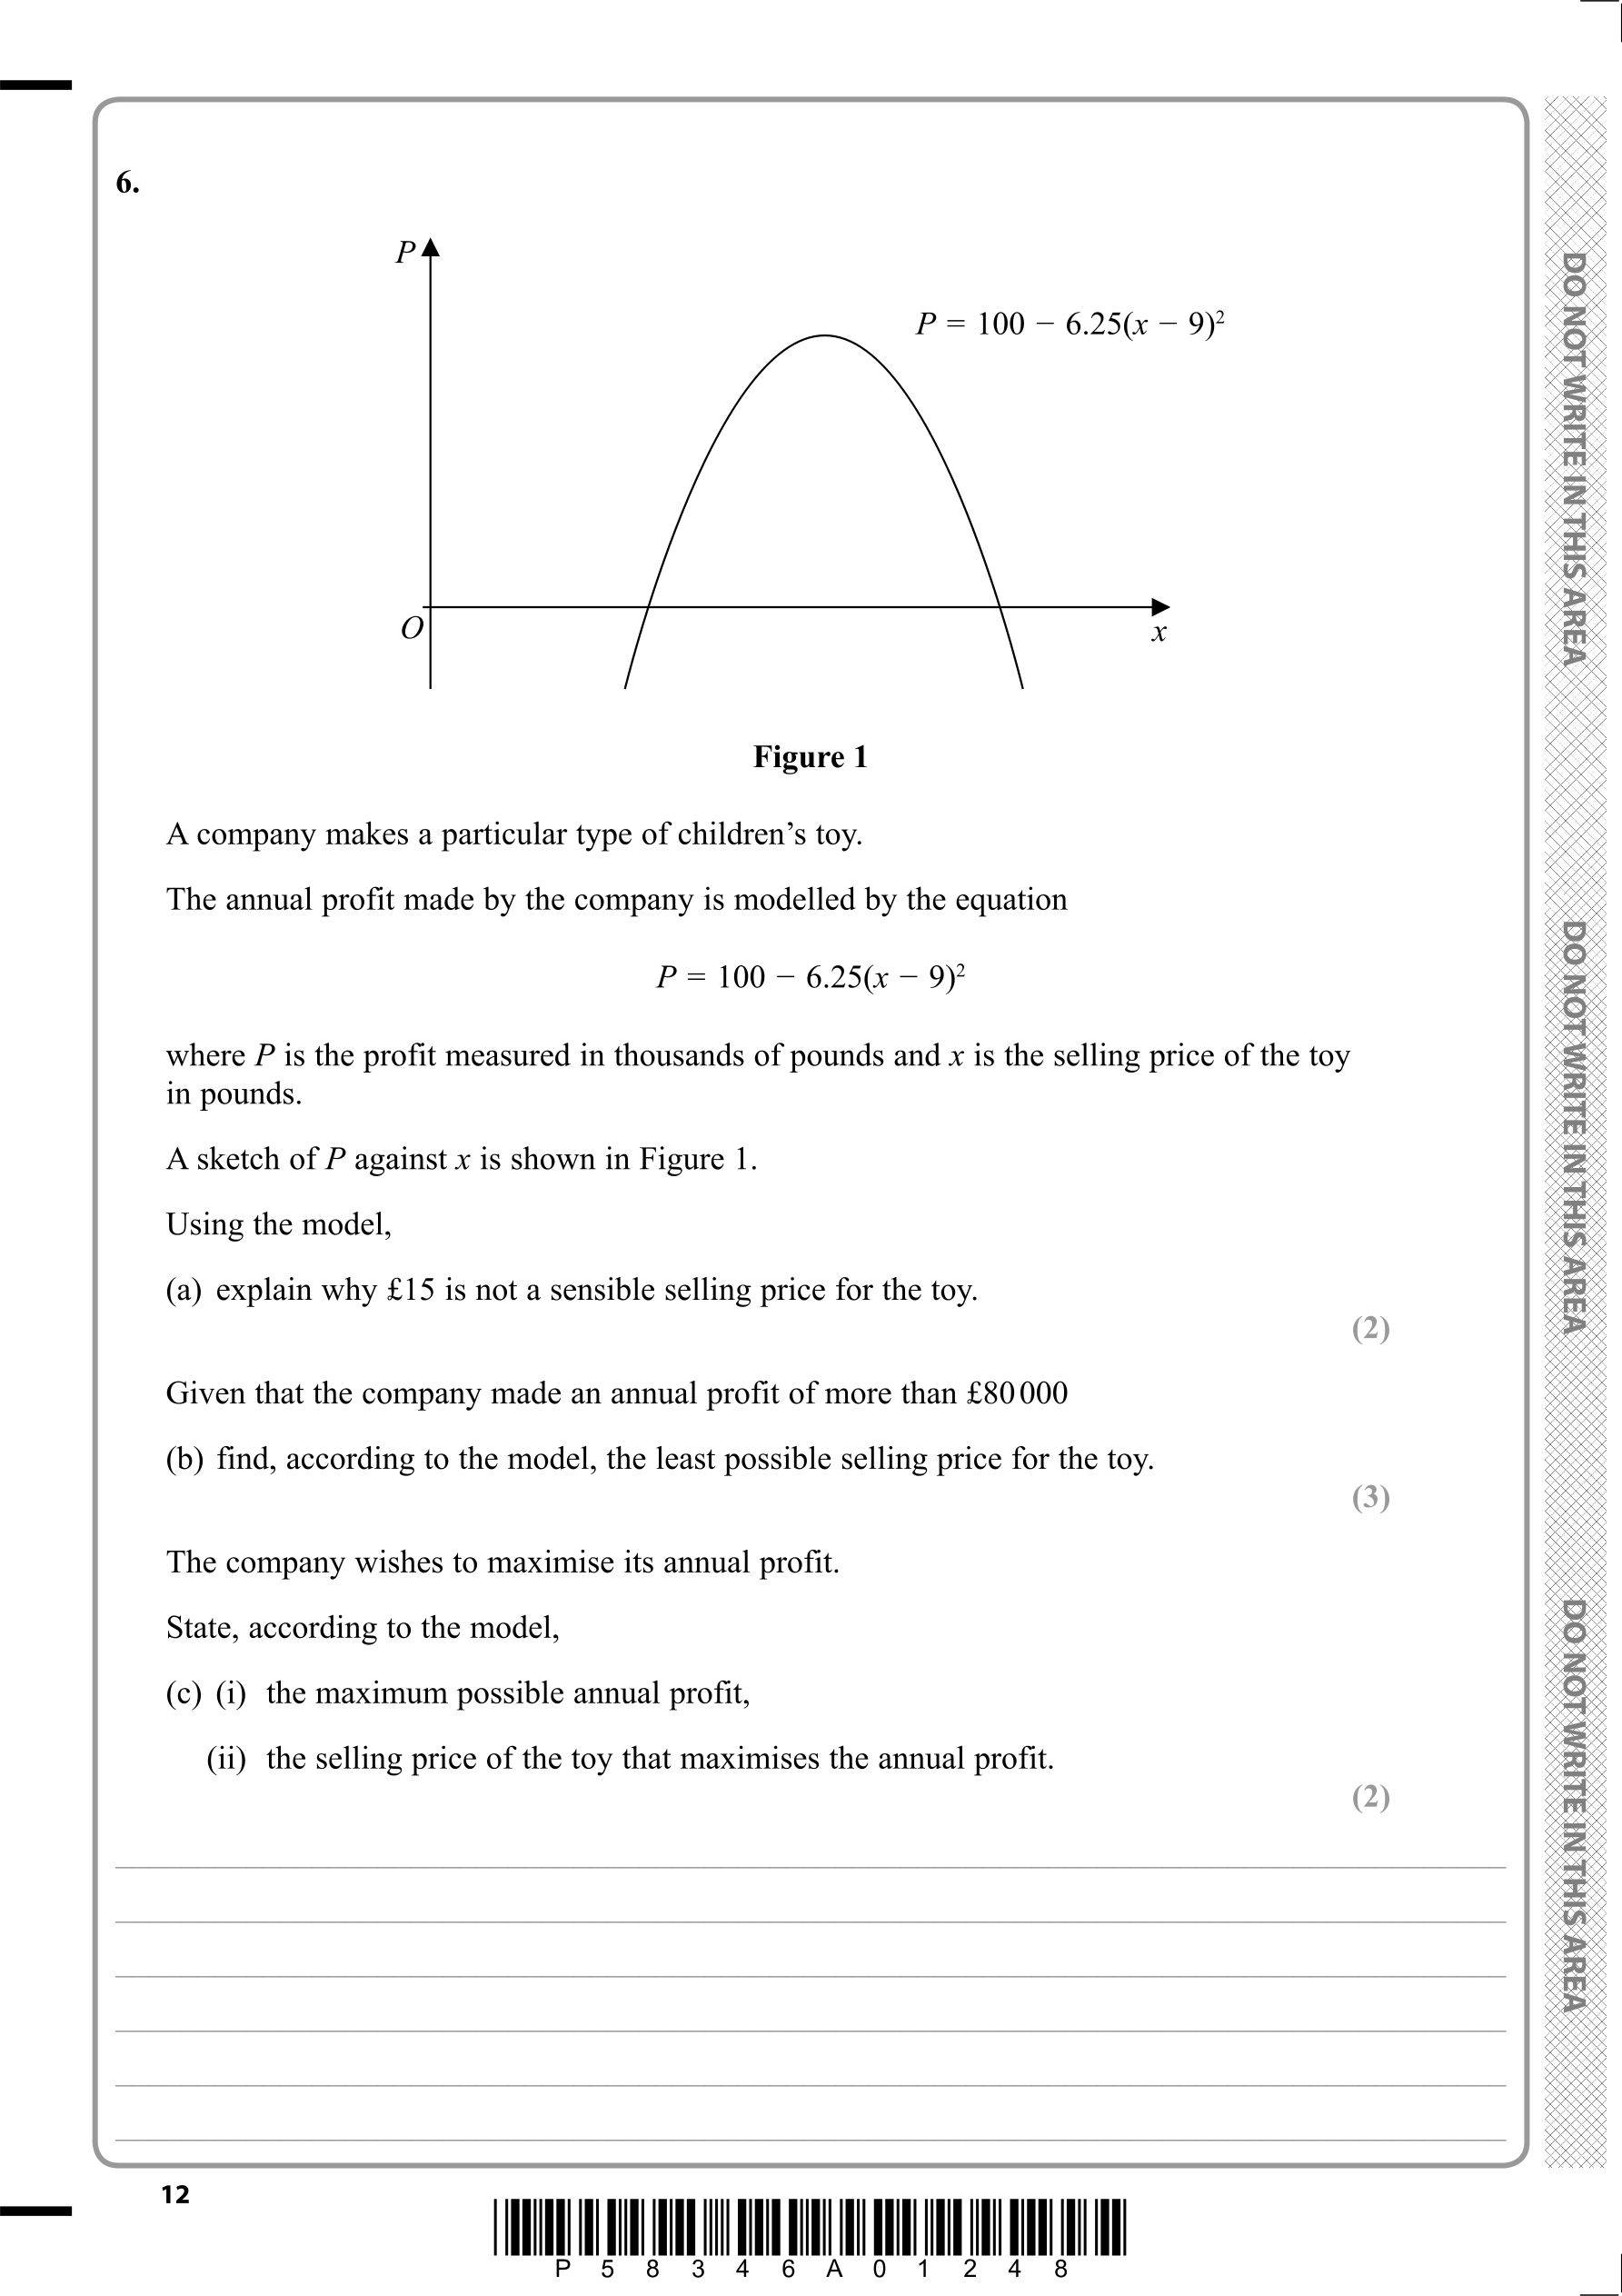 6.
P
P = 100 − 6.25(x − 9)²
O
x
Figure 1
A company makes a particular type of children’s toy.
The annual profit made by the company is modelled by the equation
P = 100 − 6.25(x − 9)²
where P is the profit measured in thousands of pounds and x is the selling price of the toy
in pounds.
A sketch of P against x is shown in Figure 1.
Using the model,
(a) explain why £15 is not a sensible selling price for the toy.
(2)
Given that the company made an annual profit of more than £80 000
(b) find, according to the model, the least possible selling price for the toy.
(3)
The company wishes to maximise its annual profit.
State, according to the model,
(c) (i) the maximum possible annual profit,
(ii) the selling price of the toy that maximises the annual profit.
(2)
12
P 5 8 3 4 6 A 0 1 2 4 8
DO NOT WRITE IN THIS AREA
DO NOT WRITE IN THIS AREA
DO NOT WRITE IN THIS AREA